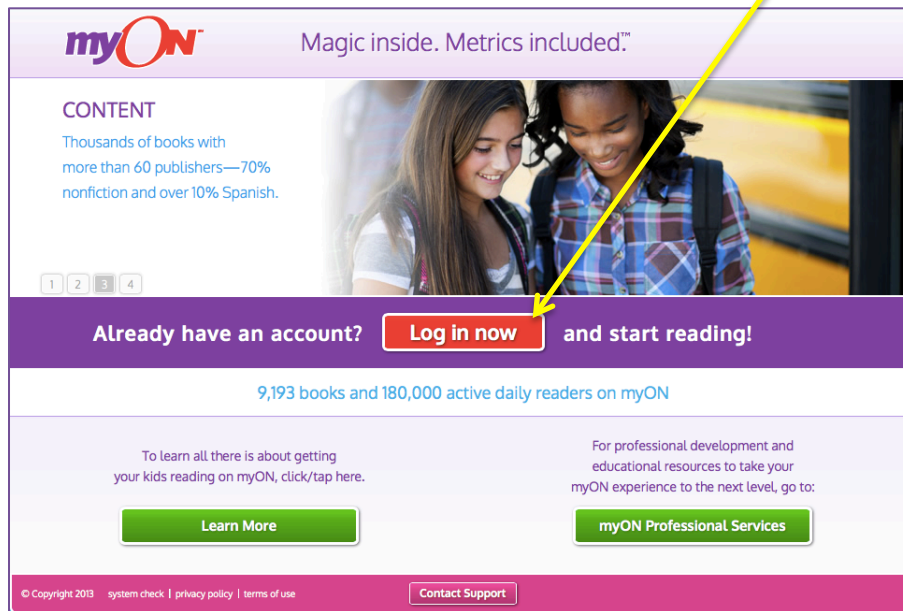 myON™
Magic inside. Metrics included.™
CONTENT
Thousands of books with
more than 60 publishers—70%
nonfiction and over 10% Spanish.
1 2 3 4
Already have an account? Log in now and start reading!
9,193 books and 180,000 active daily readers on myON
To learn all there is about getting
your kids reading on myON, click/tap here.
Learn More
For professional development and
educational resources to take your
myON experience to the next level, go to:
myON Professional Services
© Copyright 2013 system check | privacy policy | terms of use Contact Support